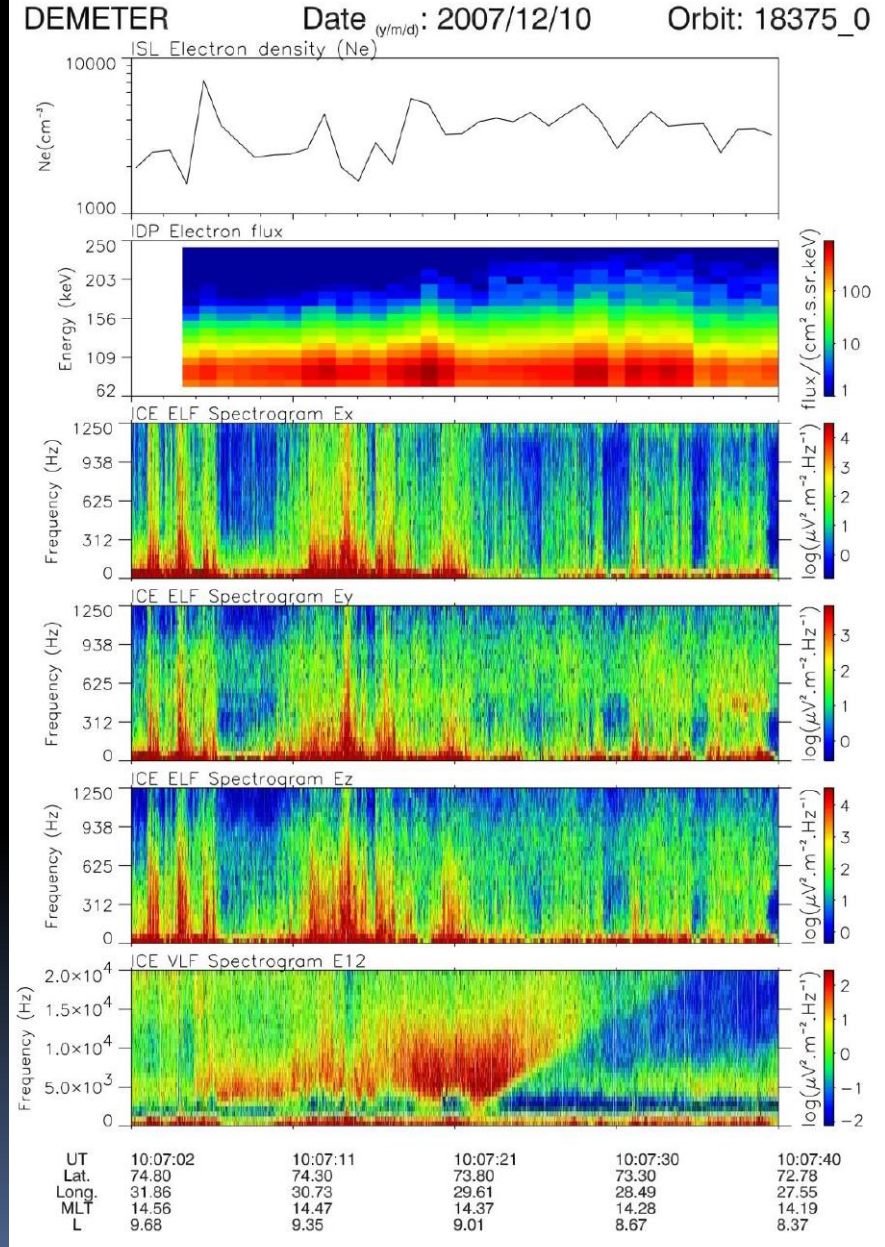 DEMETER Date (y/m/d): 2007/12/10 Orbit: 18375_0
ISL Electron density (Ne)
10000
Ne(cm⁻³)
1000
IDP Electron flux
250
203
156
109
62
Energy (keV)
100
10
1
flux/(cm².s.sr.keV)
ICE ELF Spectrogram Ex
1250
938
625
312
0
Frequency (Hz)
4
3
2
1
0
log(μV².m⁻².Hz⁻¹)
ICE ELF Spectrogram Ey
1250
938
625
312
0
Frequency (Hz)
3
2
1
0
log(μV².m⁻².Hz⁻¹)
ICE ELF Spectrogram Ez
1250
938
625
312
0
Frequency (Hz)
4
3
2
1
0
log(μV².m⁻².Hz⁻¹)
ICE VLF Spectrogram E12
2.0×10⁴
1.5×10⁴
1.0×10⁴
5.0×10³
0
Frequency (Hz)
2
1
0
−1
−2
log(μV².m⁻².Hz⁻¹)
UT 10:07:02 10:07:11 10:07:21 10:07:30 10:07:40
Lat. 74.80 74.30 73.80 73.30 72.78
Long. 31.86 30.73 29.61 28.49 27.55
MLT 14.56 14.47 14.37 14.28 14.19
L 9.68 9.35 9.01 8.67 8.37